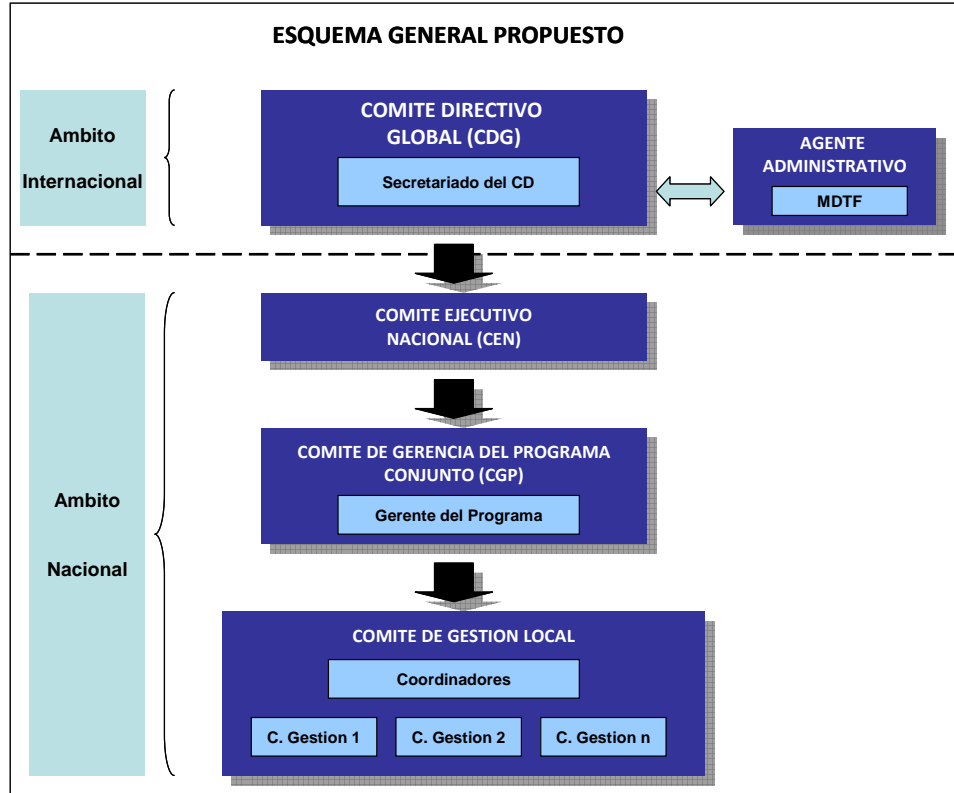 ESQUEMA GENERAL PROPUESTO
Ambito
Internacional
COMITE DIRECTIVO
GLOBAL (CDG)
Secretariado del CD
AGENTE
ADMINISTRATIVO
MDTF
Ambito
Nacional
COMITE EJECUTIVO
NACIONAL (CEN)
COMITE DE GERENCIA DEL PROGRAMA
CONJUNTO (CGP)
Gerente del Programa
COMITE DE GESTION LOCAL
Coordinadores
C. Gestion 1
C. Gestion 2
C. Gestion n